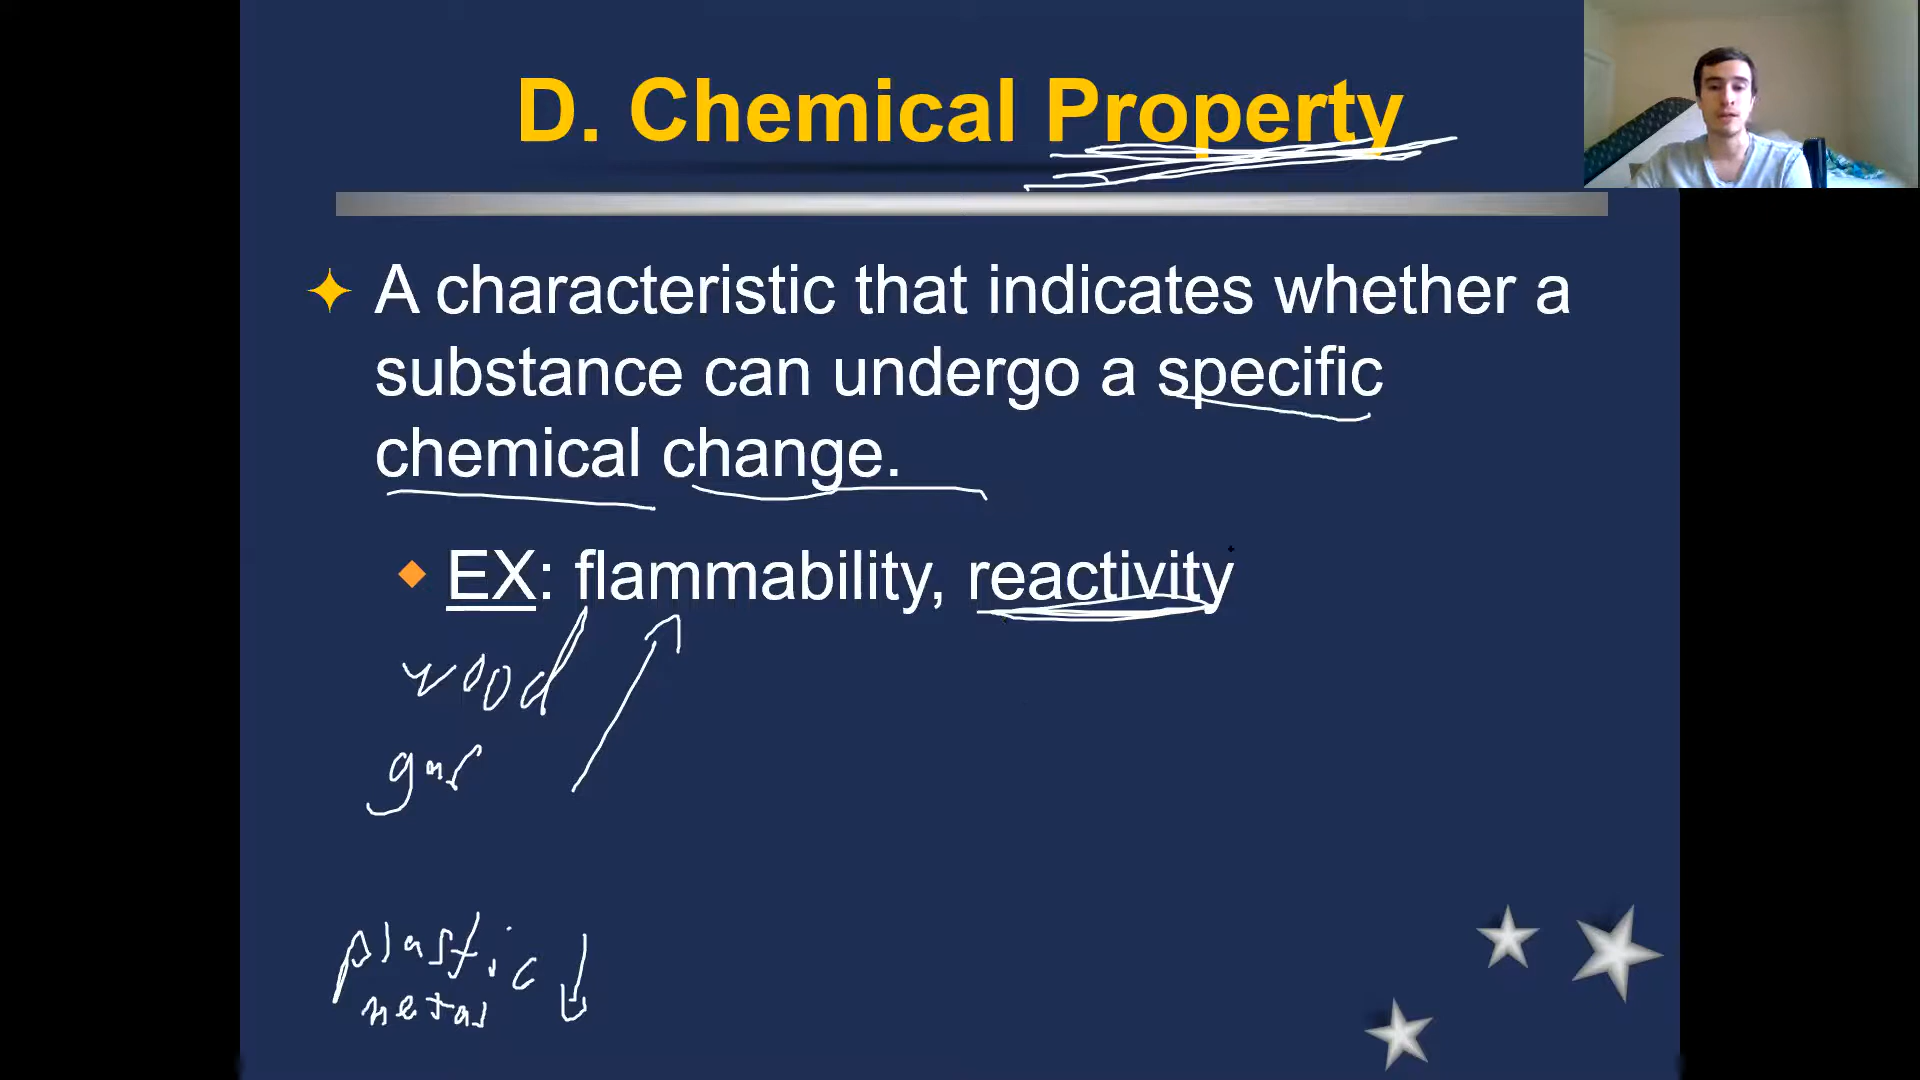 D. Chemical Property
A characteristic that indicates whether a
substance can undergo a specific
chemical change.
EX: flammability, reactivity
wood
gas
plastic
metal